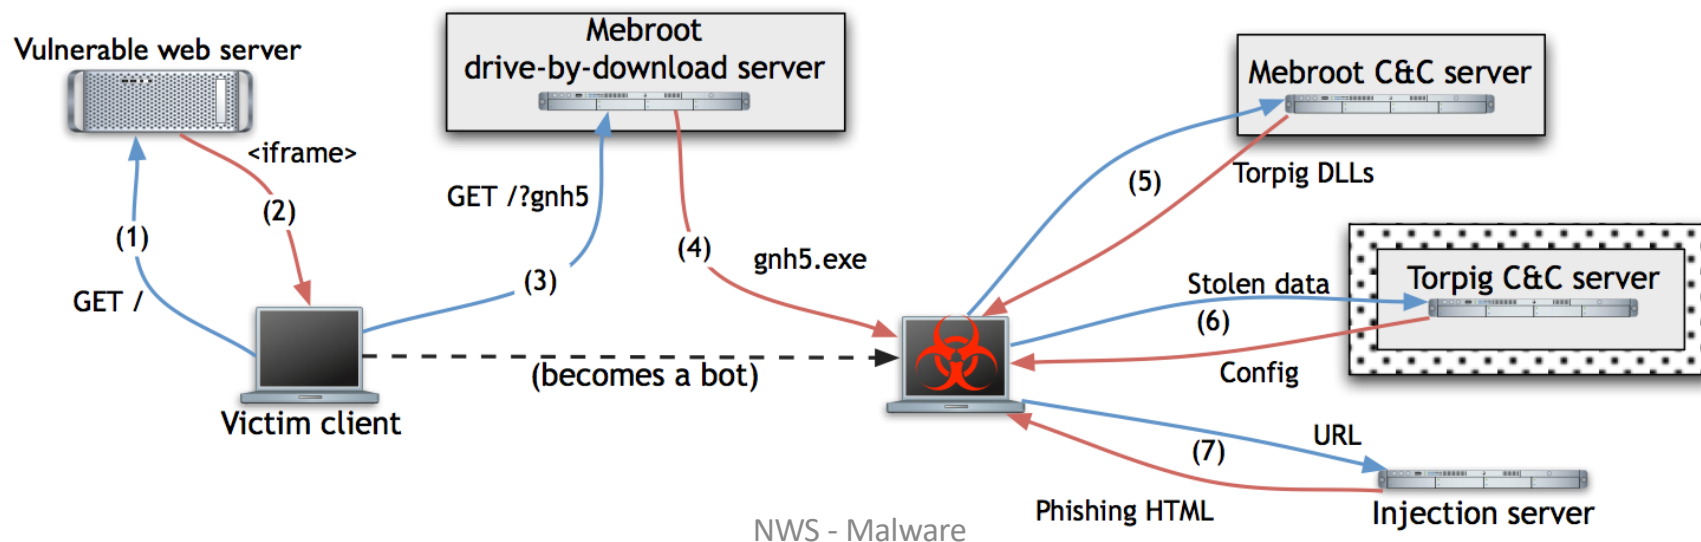 Vulnerable web server
<iframe>
(1)
(2)
GET /
Victim client
Mebroot
drive-by-download server
GET /?gnh5
(3)
(4)
gnh5.exe
(becomes a bot)
Mebroot C&C server
(5)
Torpig DLLs
Torpig C&C server
Stolen data
(6)
Config
URL
(7)
Phishing HTML
Injection server
NWS - Malware